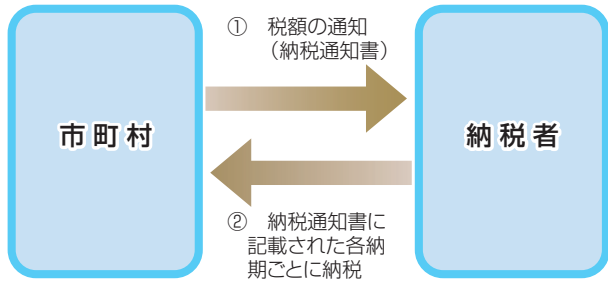 ① 税額の通知
（納税通知書）
市町村
納税者
② 納税通知書に
記載された各納
期ごとに納税